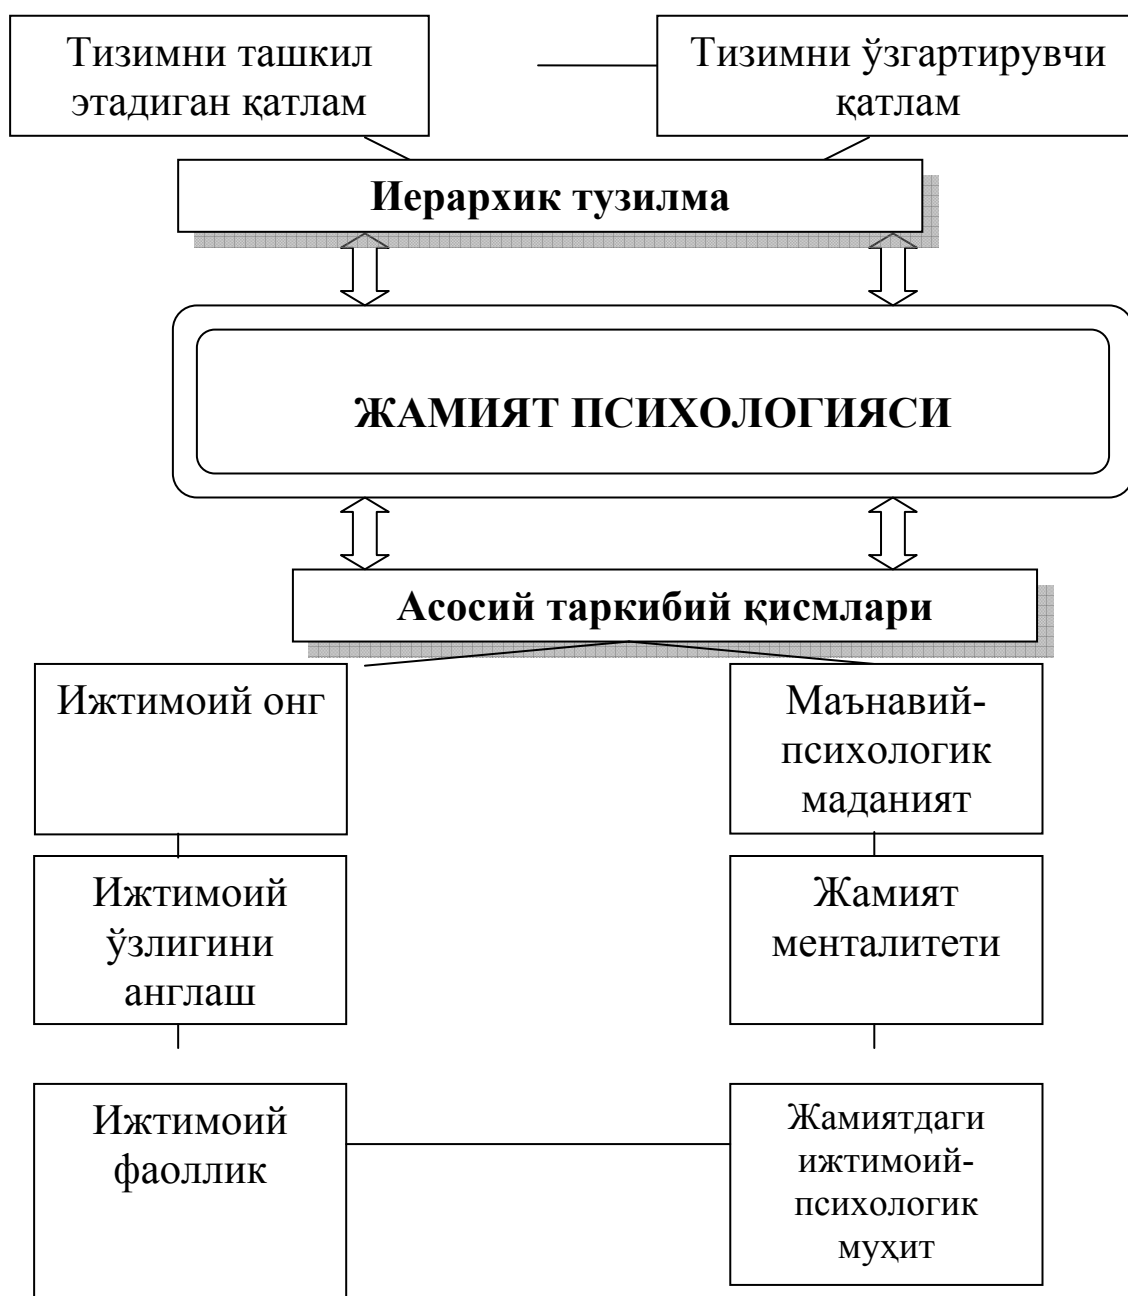 Тизимни ташкил
этадиган қатлам
Тизимни ўзгартирувчи
қатлам
Иерархик тузилма
ЖАМИЯТ ПСИХОЛОГИЯСИ
Асосий таркибий қисмлари
Ижтимоий онг
Маънавий-
психологик
маданият
Ижтимоий
ўзлигини
англаш
Жамият
менталитети
Ижтимоий
фаоллик
Жамиятдаги
ижтимоий-
психологик
муҳит